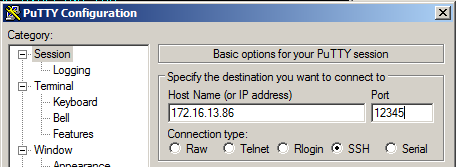 PuTTY Configuration
Category:
Session
Logging
Terminal
Keyboard
Bell
Features
Window
Appearance
Basic options for your PuTTY session
Specify the destination you want to connect to
Host Name (or IP address) Port
172.16.13.86 12345
Connection type:
Raw Telnet Rlogin SSH Serial